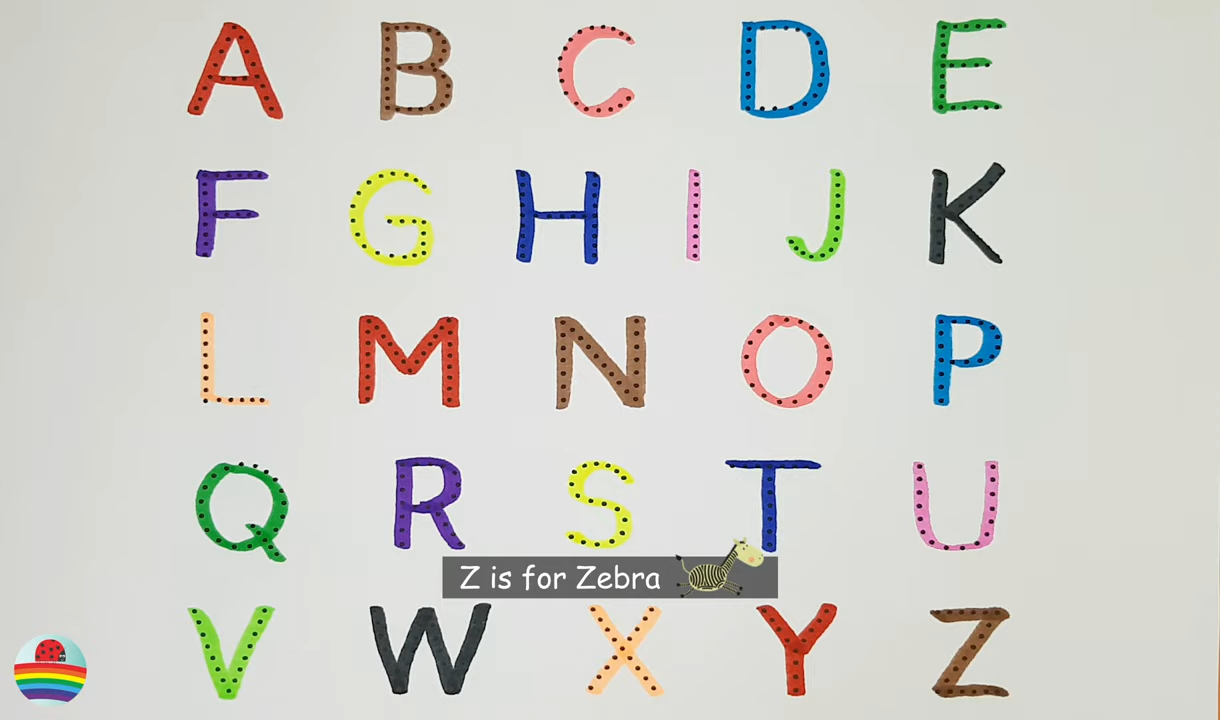 A B C D E
F G H I J K
L M N O P
Q R S T U
Z is for Zebra
V W X Y Z